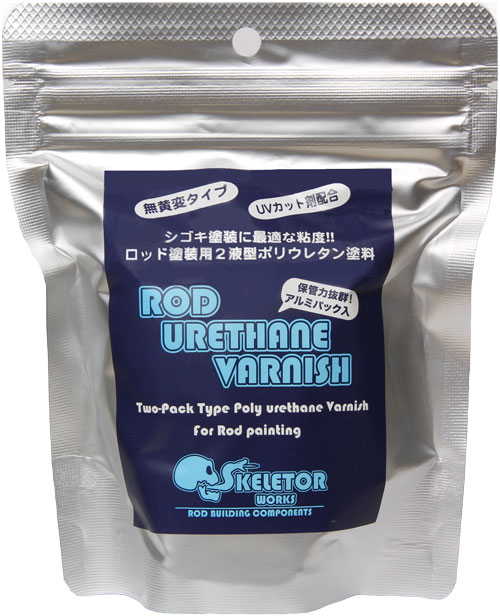 無黄変タイプ
UVカット剤配合
シゴキ塗装に最適な粘度!!
ロッド塗装用2液型ポリウレタン塗料
保管力抜群!
アルミパック入
ROD
URETHANE
VARNISH
Two-Pack Type Poly urethane Varnish
For Rod painting
SKELETOR
WORKS
ROD BUILDING COMPONENTS